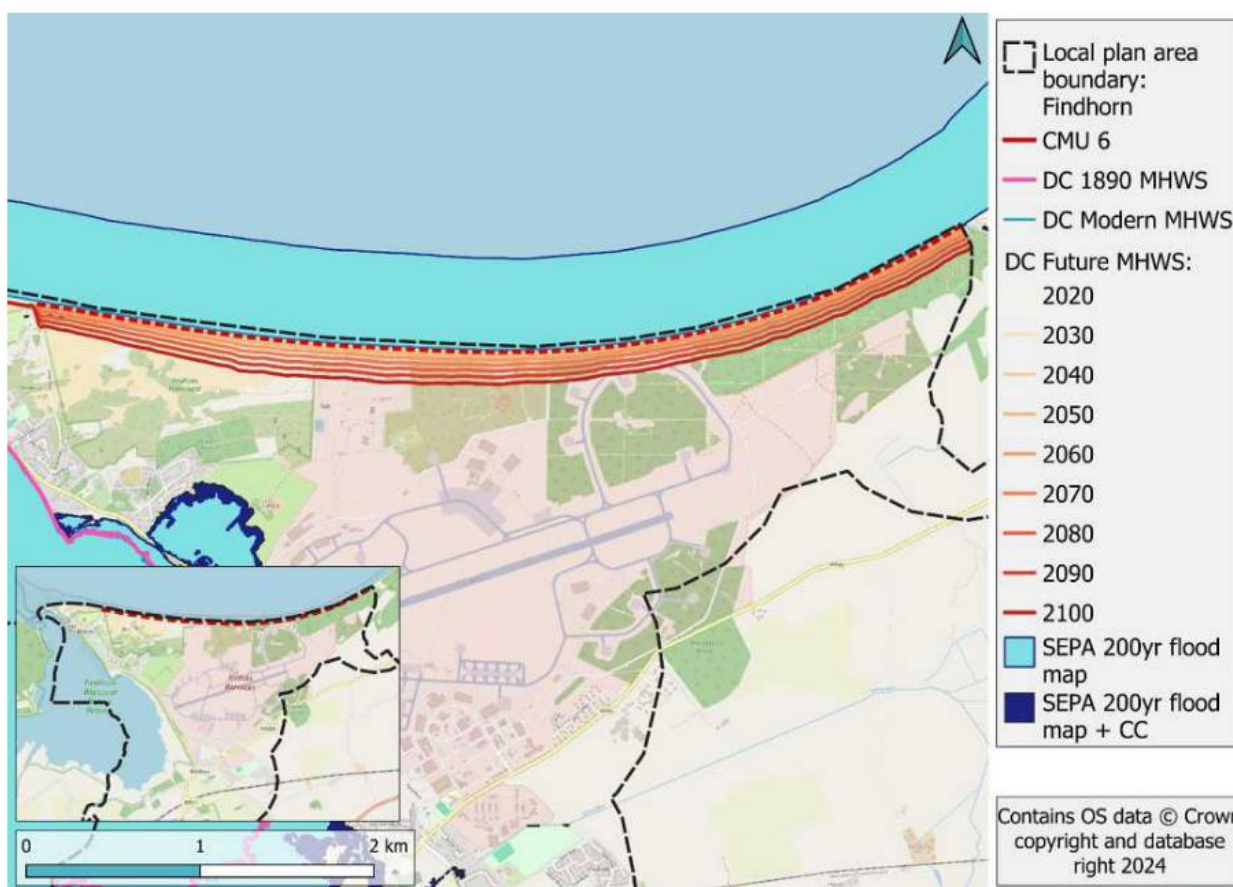 Local plan area
boundary:
Findhorn
CMU 6
DC 1890 MHWS
DC Modern MHWS
DC Future MHWS:
2020
2030
2040
2050
2060
2070
2080
2090
2100
SEPA 200yr flood
map
SEPA 200yr flood
map + CC
0 1 2 km
Contains OS data © Crown
copyright and database
right 2024